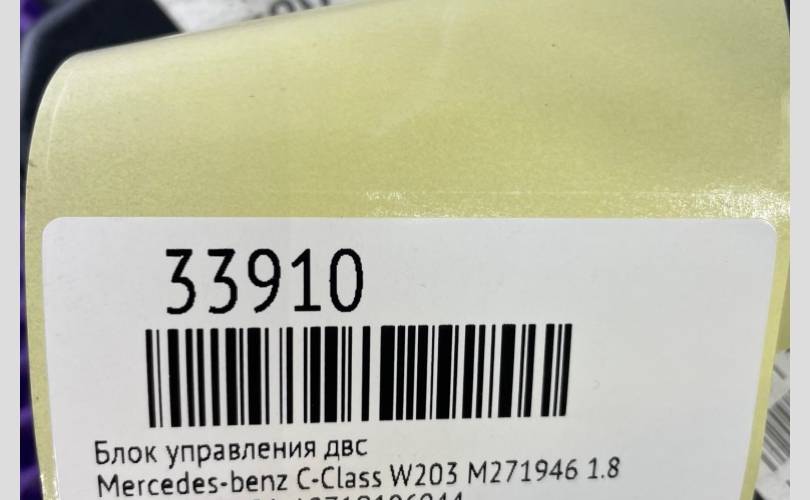 33910
Блок управления двс
Mercedes-benz C-Class W203 M271946 1.8